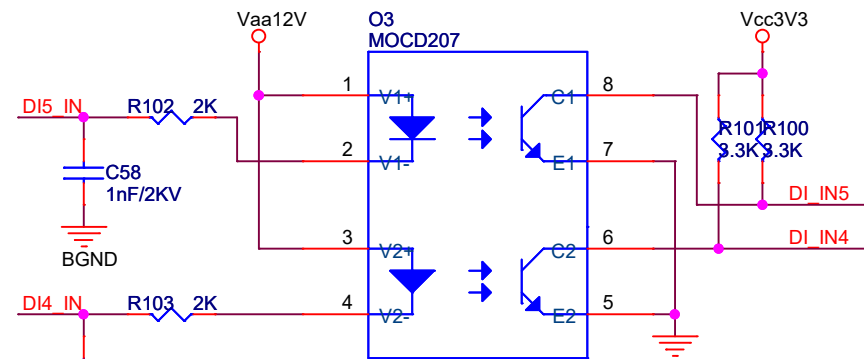 Vaa12V
O3
MOCD207
Vcc3V3
DI5_IN
R102 2K
1
V1+
C1
8
R101
R100
3.3K
3.3K
2
V1-
E1
7
C58
1nF/2KV
DI_IN5
BGND
3
V2+
C2
6
DI_IN4
DI4_IN
R103 2K
4
V2-
E2
5